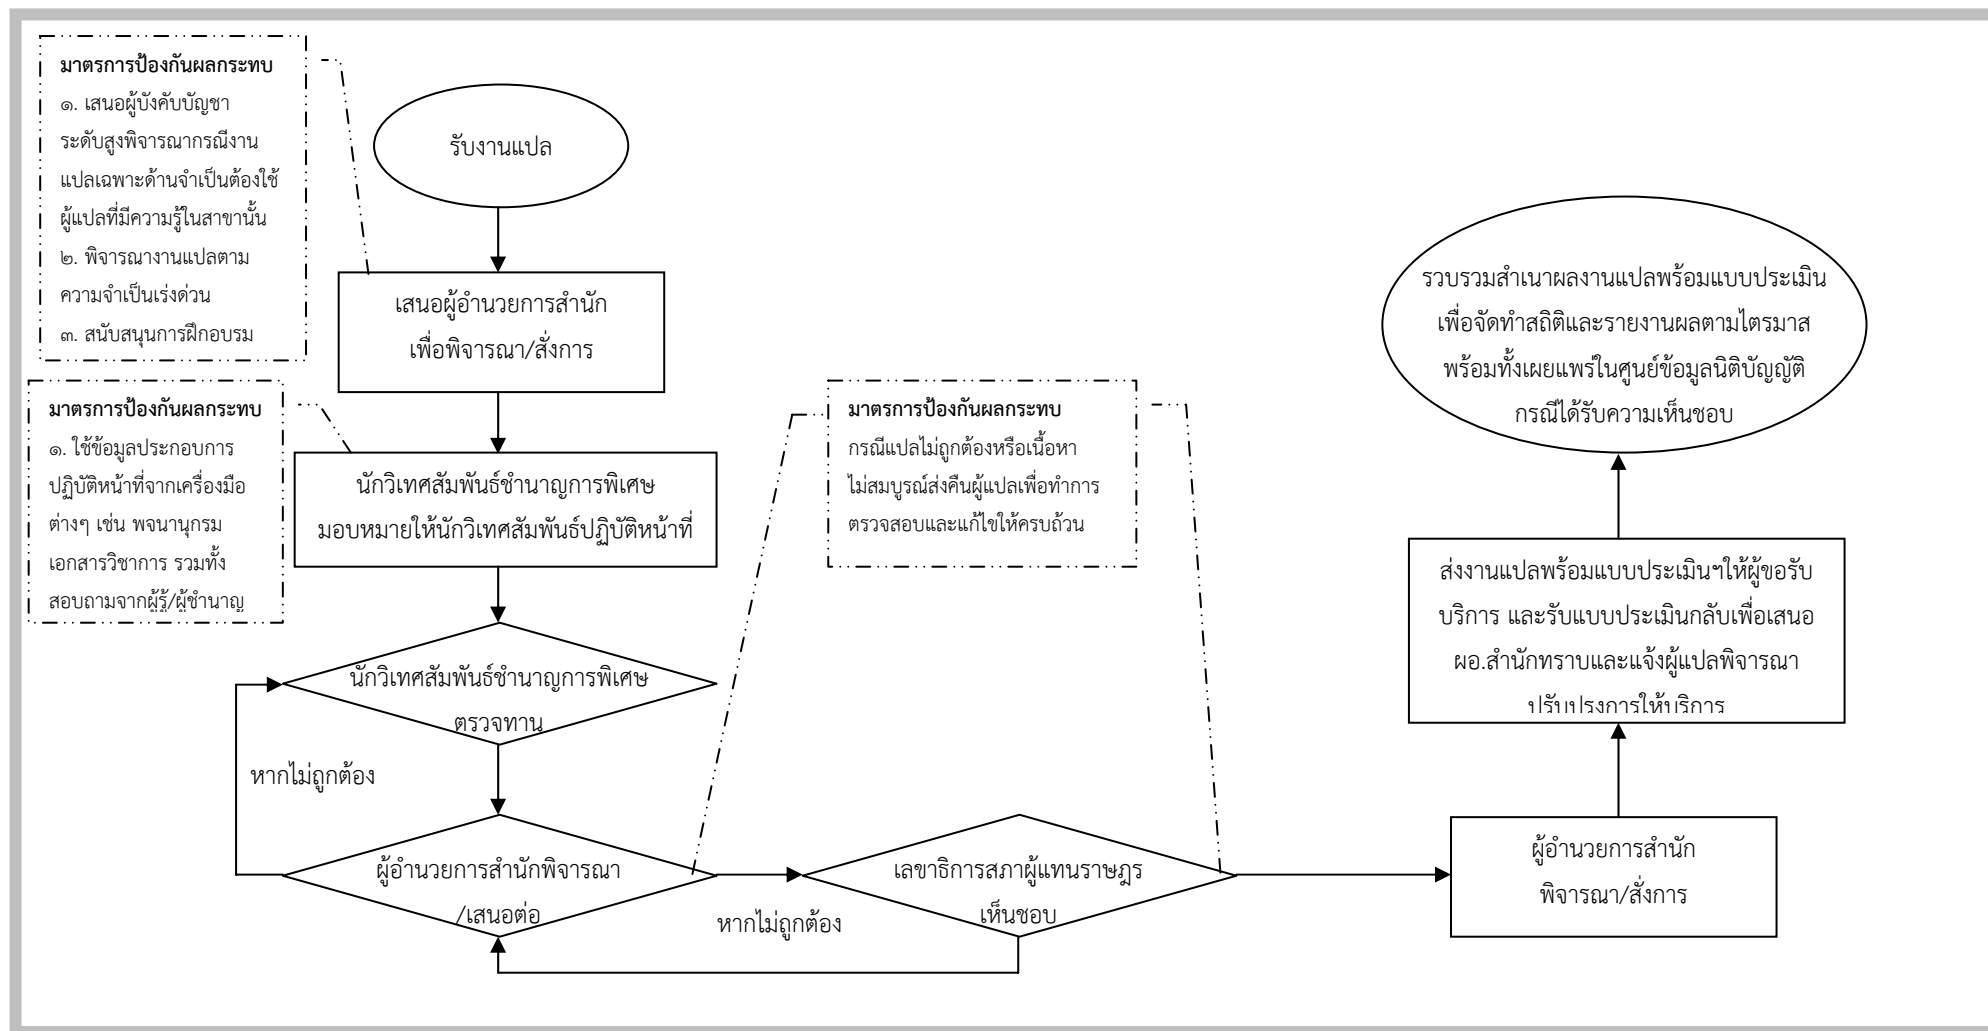 มาตรการป้องกันผลกระทบ
๑. เสนอผู้บังคับบัญชา
ระดับสูงพิจารณากรณีงาน
แปลเฉพาะด้านจำเป็นต้องใช้
ผู้แปลที่มีความรู้ในสาขานั้น
๒. พิจารณางานแปลตาม
ความจำเป็นเร่งด่วน
๓. สนับสนุนการฝึกอบรม
รับงานแปล
เสนอผู้อำนวยการสำนัก
เพื่อพิจารณา/สั่งการ
มาตรการป้องกันผลกระทบ
๑. ใช้ข้อมูลประกอบการ
ปฏิบัติหน้าที่จากเครื่องมือ
ต่างๆ เช่น พจนานุกรม
เอกสารวิชาการ รวมทั้ง
สอบถามจากผู้รู้/ผู้ชำนาญ
นักวิเทศสัมพันธ์ชำนาญการพิเศษ
มอบหมายให้นักวิเทศสัมพันธ์ปฏิบัติหน้าที่
มาตรการป้องกันผลกระทบ
กรณีแปลไม่ถูกต้องหรือเนื้อหา
ไม่สมบูรณ์ส่งคืนผู้แปลเพื่อทำการ
ตรวจสอบและแก้ไขให้ครบถ้วน
นักวิเทศสัมพันธ์ชำนาญการพิเศษ
ตรวจทาน
หากไม่ถูกต้อง
ผู้อำนวยการสำนักพิจารณา
/เสนอต่อ
หากไม่ถูกต้อง
เลขาธิการสภาผู้แทนราษฎร
เห็นชอบ
ผู้อำนวยการสำนัก
พิจารณา/สั่งการ
ส่งงานแปลพร้อมแบบประเมินฯให้ผู้ขอรับ
บริการ และรับแบบประเมินกลับเพื่อเสนอ
ผอ.สำนักทราบและแจ้งผู้แปลพิจารณา
ปรับปรุงการให้บริการ
รวบรวมสำเนาผลงานแปลพร้อมแบบประเมิน
เพื่อจัดทำสถิติและรายงานผลตามไตรมาส
พร้อมทั้งเผยแพร่ในศูนย์ข้อมูลนิติบัญญัติ
กรณีได้รับความเห็นชอบ